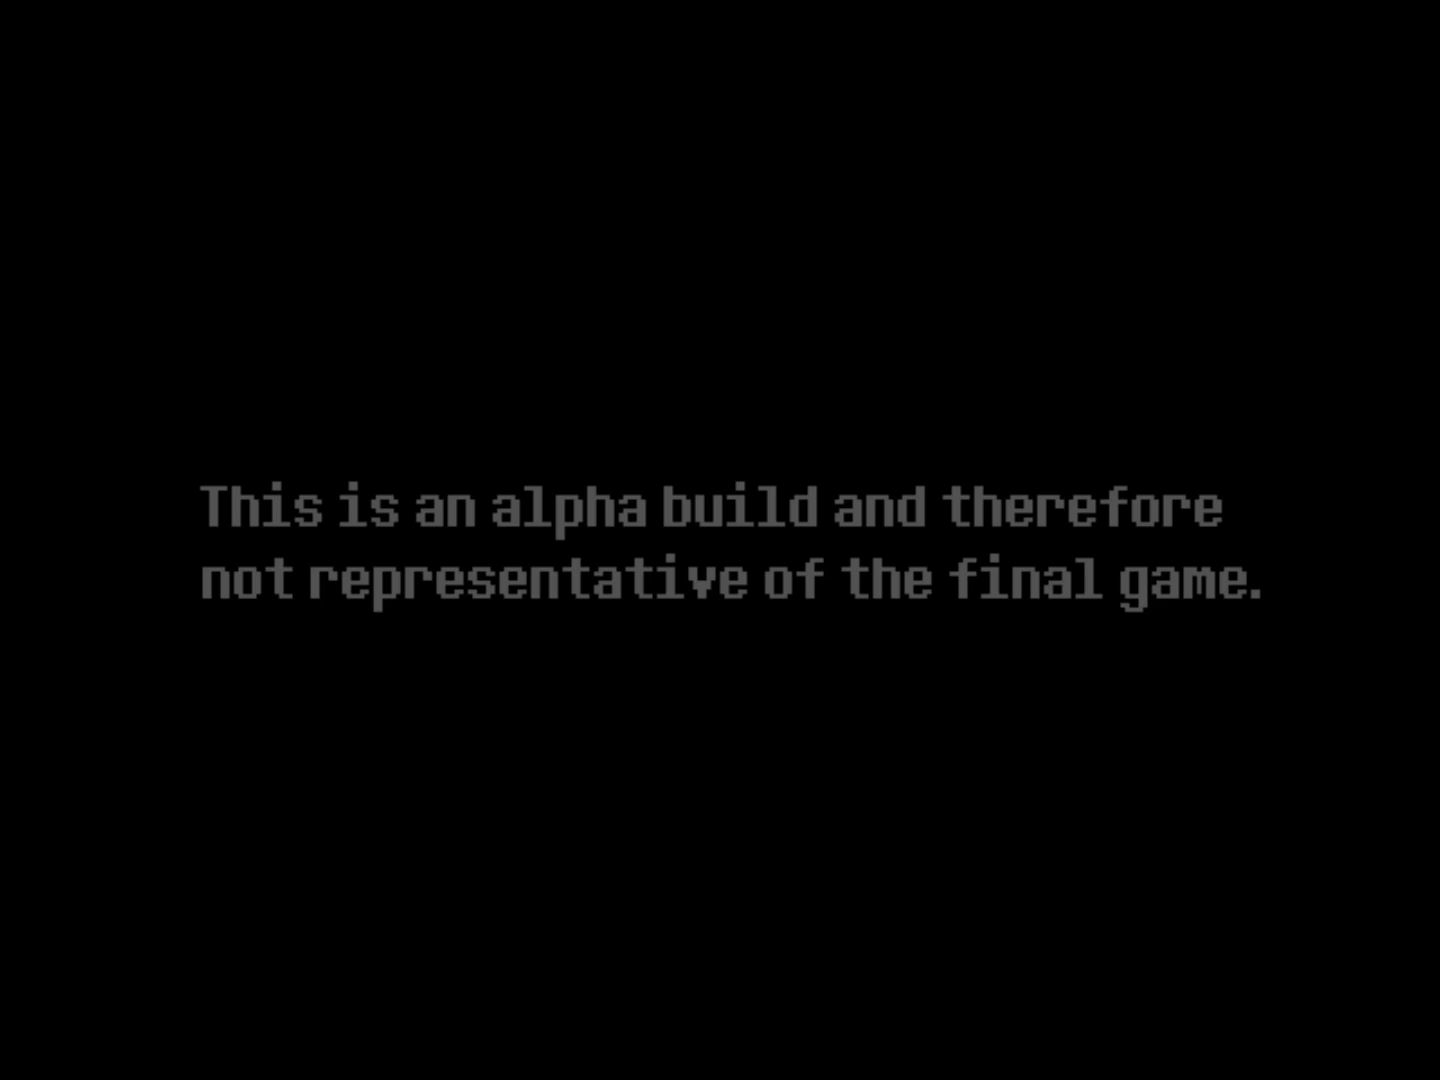 This is an alpha build and therefore
not representative of the final game.